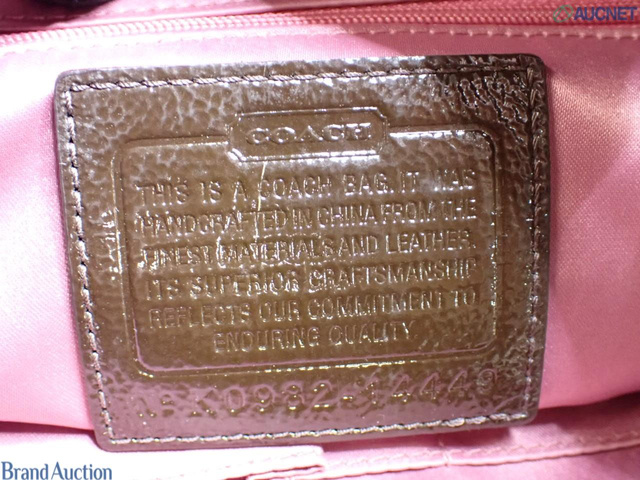 AUCNET
COACH
THIS IS A COACH BAG. IT WAS
HANDCRAFTED IN CHINA FROM THE
FINEST MATERIALS AND LEATHER.
ITS SUPERIOR CRAFTSMANSHIP
REFLECTS OUR COMMITMENT TO
ENDURING QUALITY.
Brand Auction